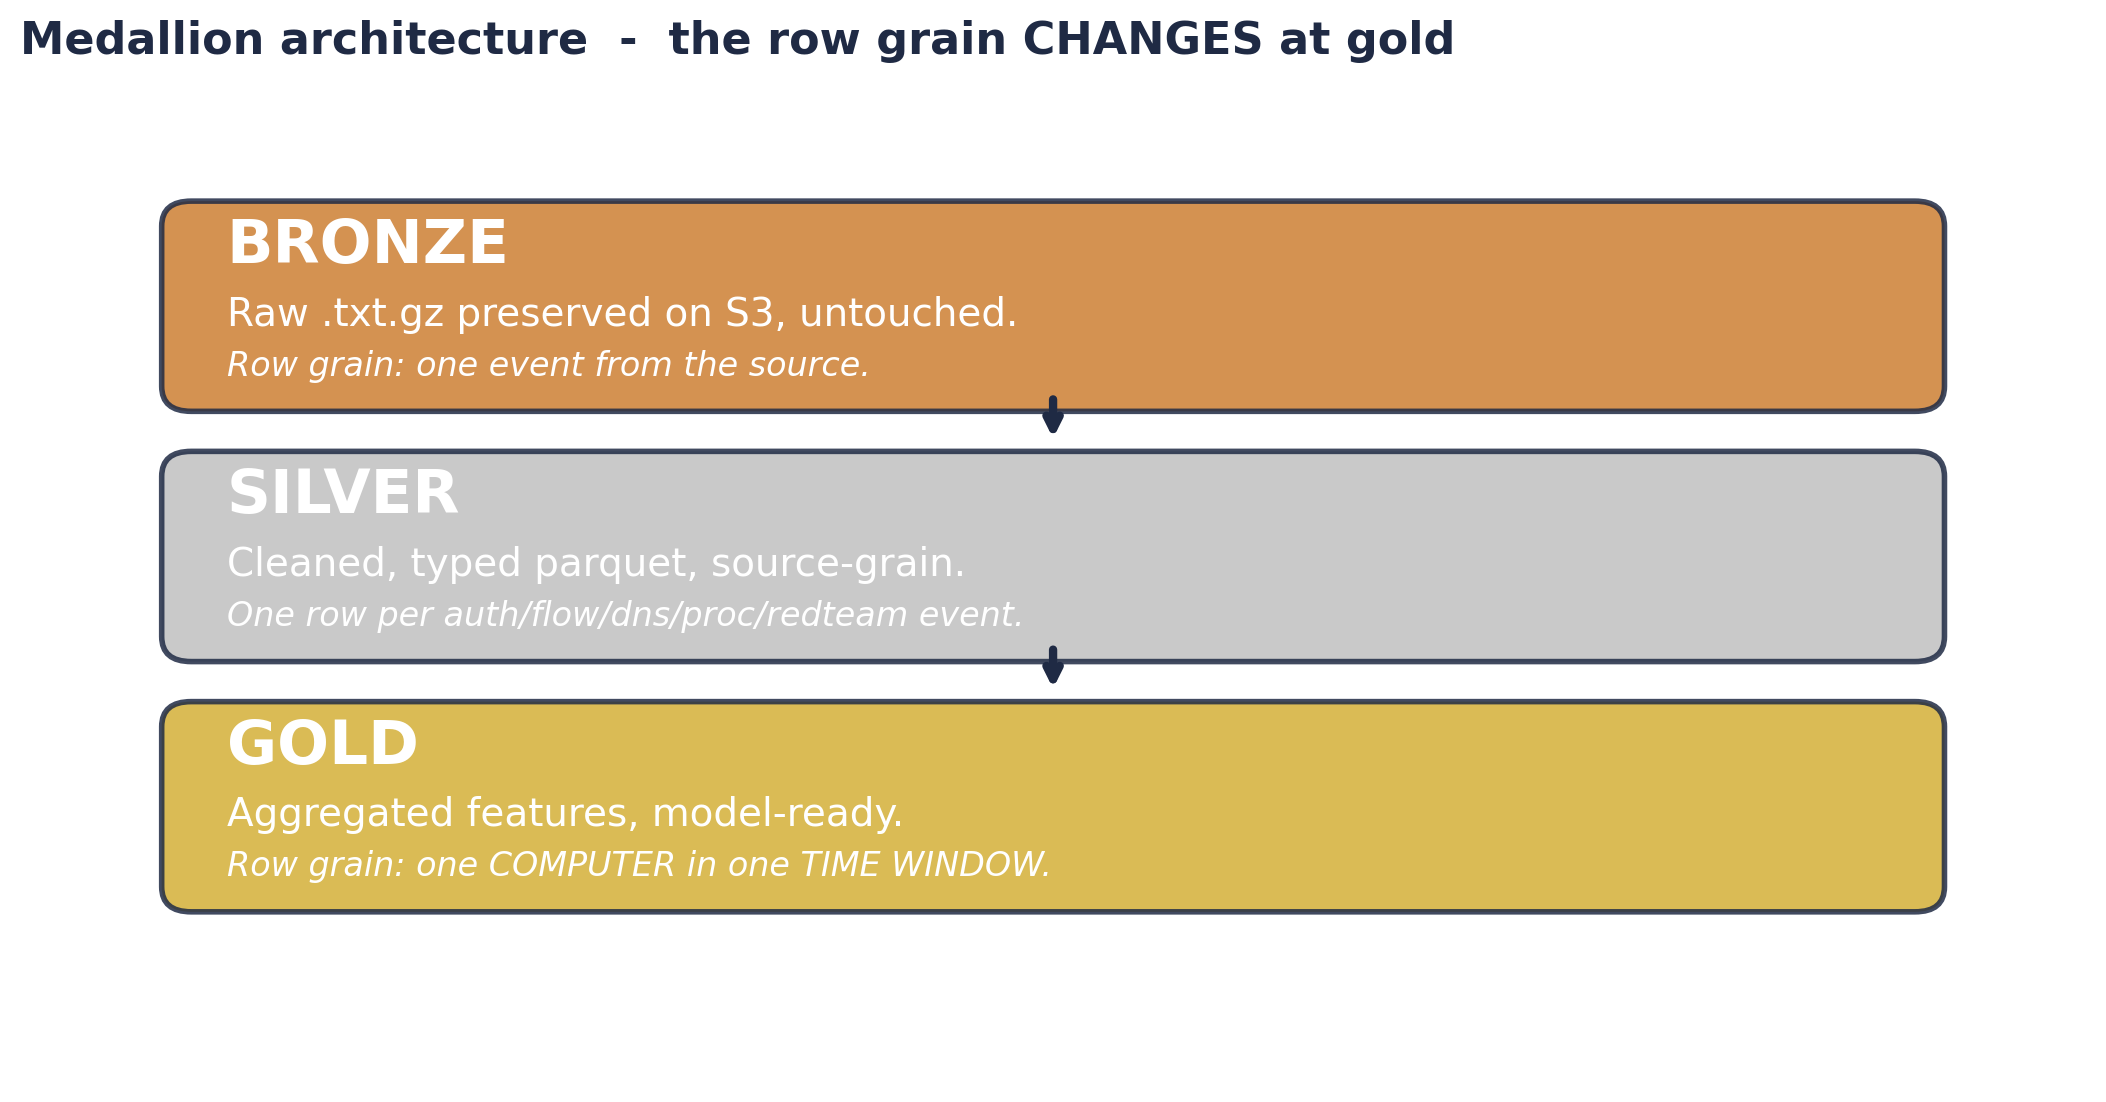 Medallion architecture - the row grain CHANGES at gold
BRONZE
Raw .txt.gz preserved on S3, untouched.
Row grain: one event from the source.
SILVER
Cleaned, typed parquet, source-grain.
One row per auth/flow/dns/proc/redteam event.
GOLD
Aggregated features, model-ready.
Row grain: one COMPUTER in one TIME WINDOW.